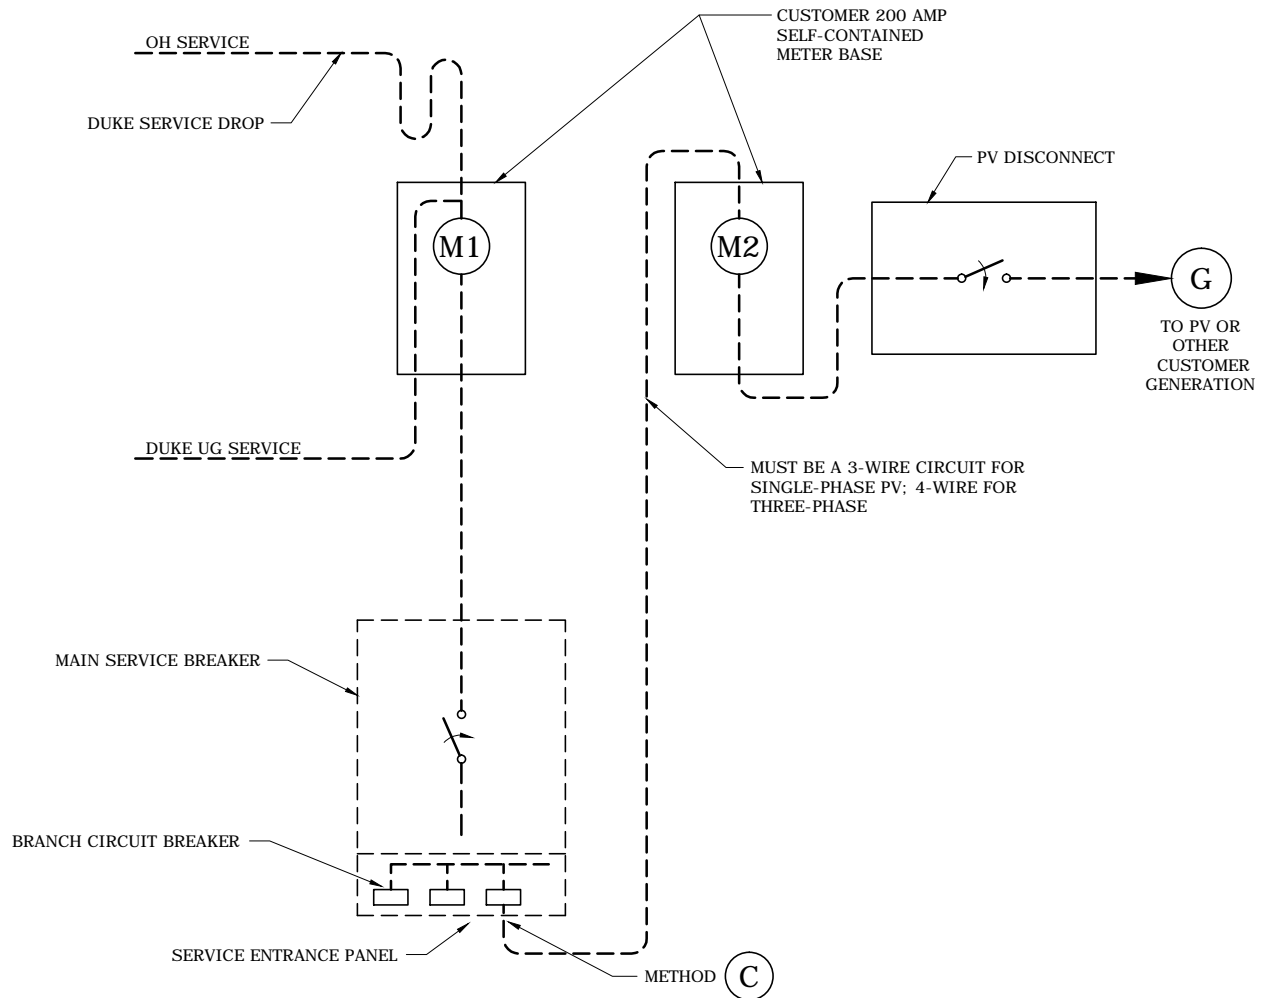 CUSTOMER 200 AMP
SELF-CONTAINED
METER BASE
OH SERVICE
DUKE SERVICE DROP
PV DISCONNECT
M1
M2
G
TO PV OR
OTHER
CUSTOMER
GENERATION
DUKE UG SERVICE
MUST BE A 3-WIRE CIRCUIT FOR
SINGLE-PHASE PV; 4-WIRE FOR
THREE-PHASE
MAIN SERVICE BREAKER
BRANCH CIRCUIT BREAKER
SERVICE ENTRANCE PANEL
METHOD C